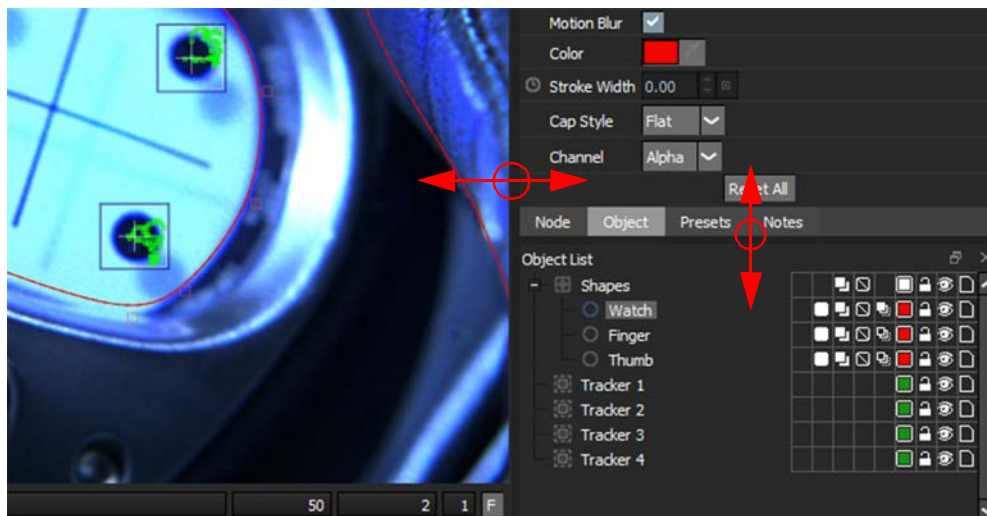 Motion Blur
Color
Stroke Width 0.00
Cap Style Flat
Channel Alpha
Reset All
Node Object Presets Notes
Object List
Shapes
Watch
Finger
Thumb
Tracker 1
Tracker 2
Tracker 3
Tracker 4
50 2 1 F